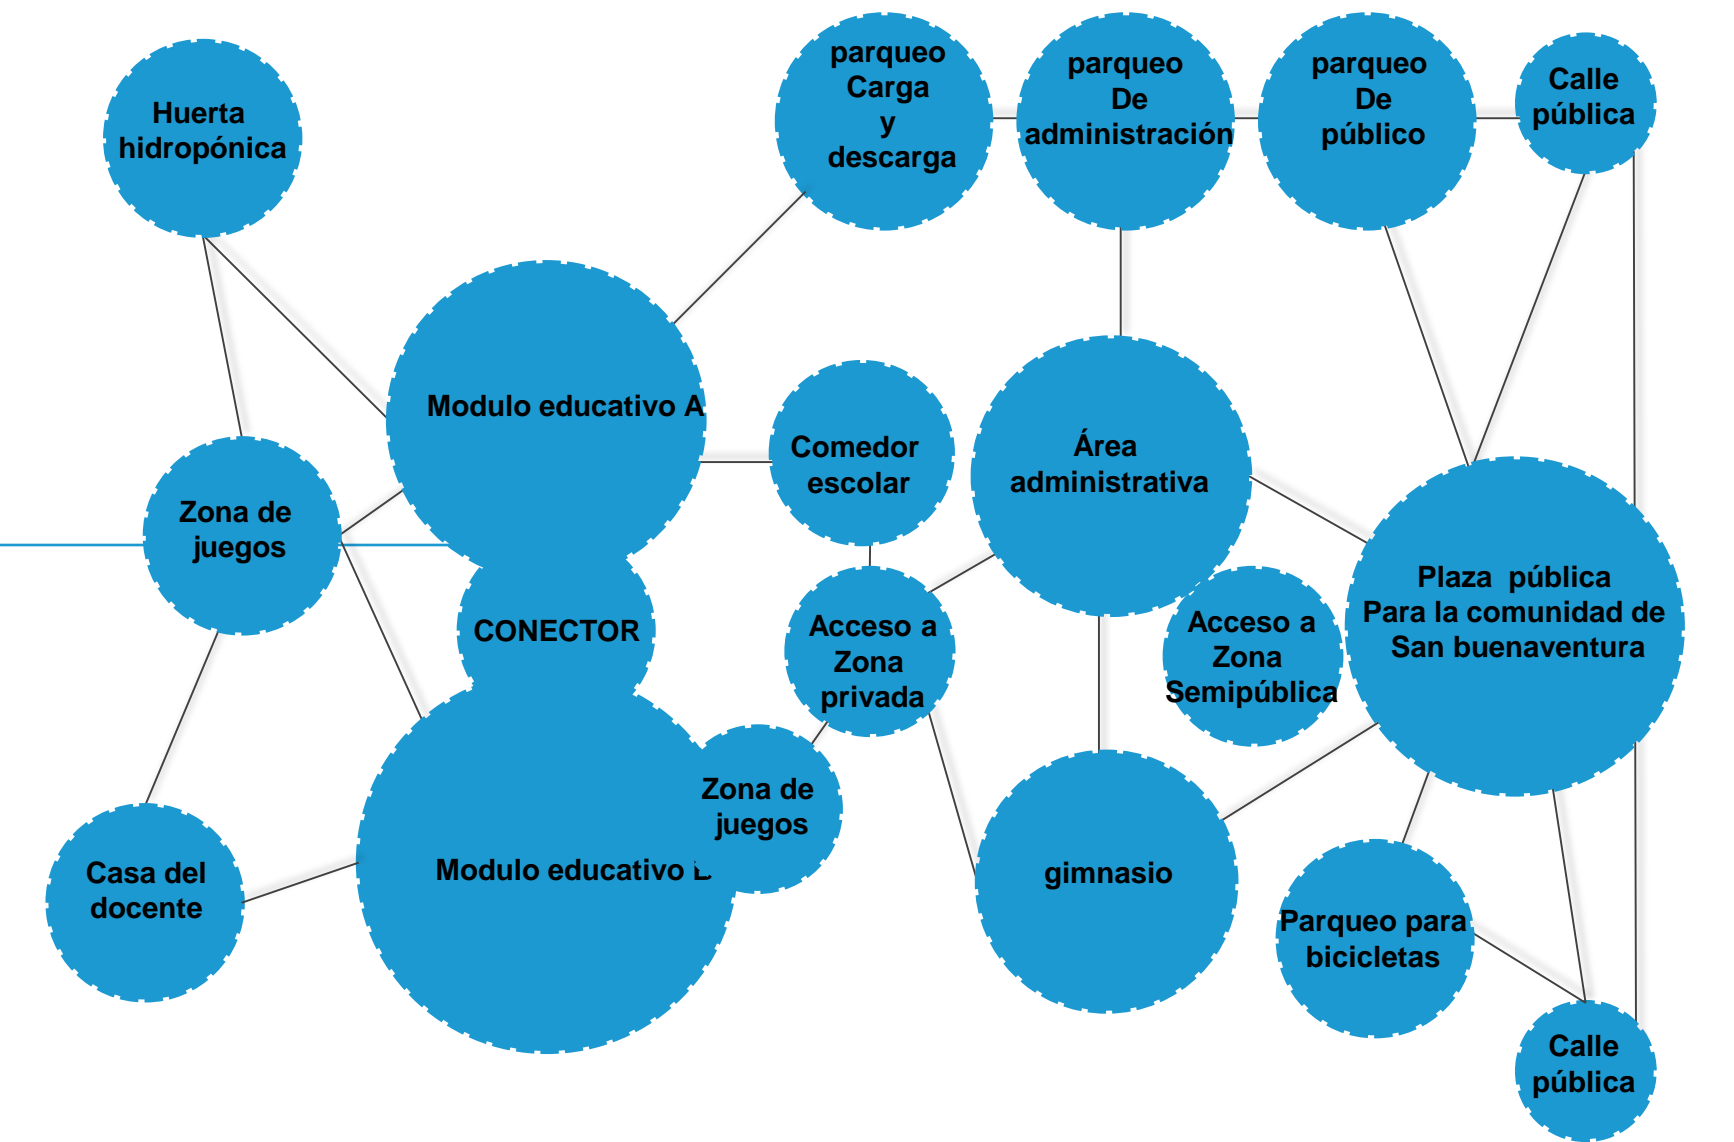 parqueo
Carga
y
descarga
parqueo
De
administración
parqueo
De
público
Calle
pública
Huerta
hidropónica
Modulo educativo A
Comedor
escolar
Área
administrativa
Zona de
juegos
CONECTOR
Acceso a
Zona
privada
Acceso a
Zona
Semipública
Plaza  pública
Para la comunidad de
San buenaventura
Zona de
juegos
Casa del
docente
Modulo educativo
gimnasio
Parqueo para
bicicletas
Calle
pública